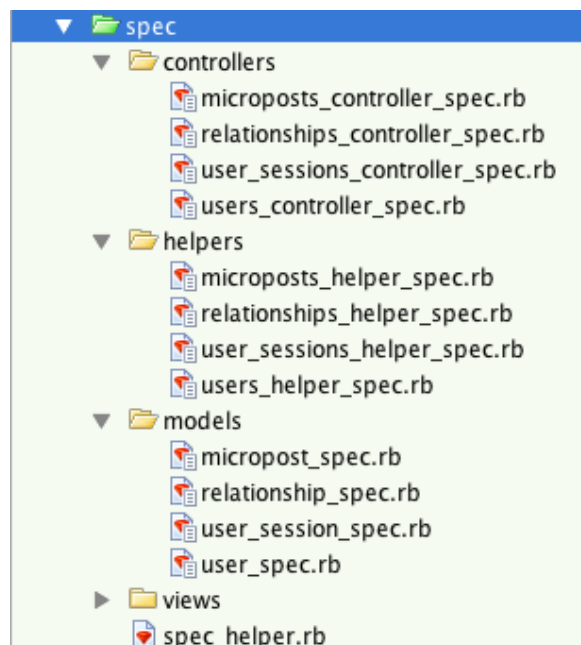 spec
controllers
microposts_controller_spec.rb
relationships_controller_spec.rb
user_sessions_controller_spec.rb
users_controller_spec.rb
helpers
microposts_helper_spec.rb
relationships_helper_spec.rb
user_sessions_helper_spec.rb
users_helper_spec.rb
models
micropost_spec.rb
relationship_spec.rb
user_session_spec.rb
user_spec.rb
views
spec_helper.rb